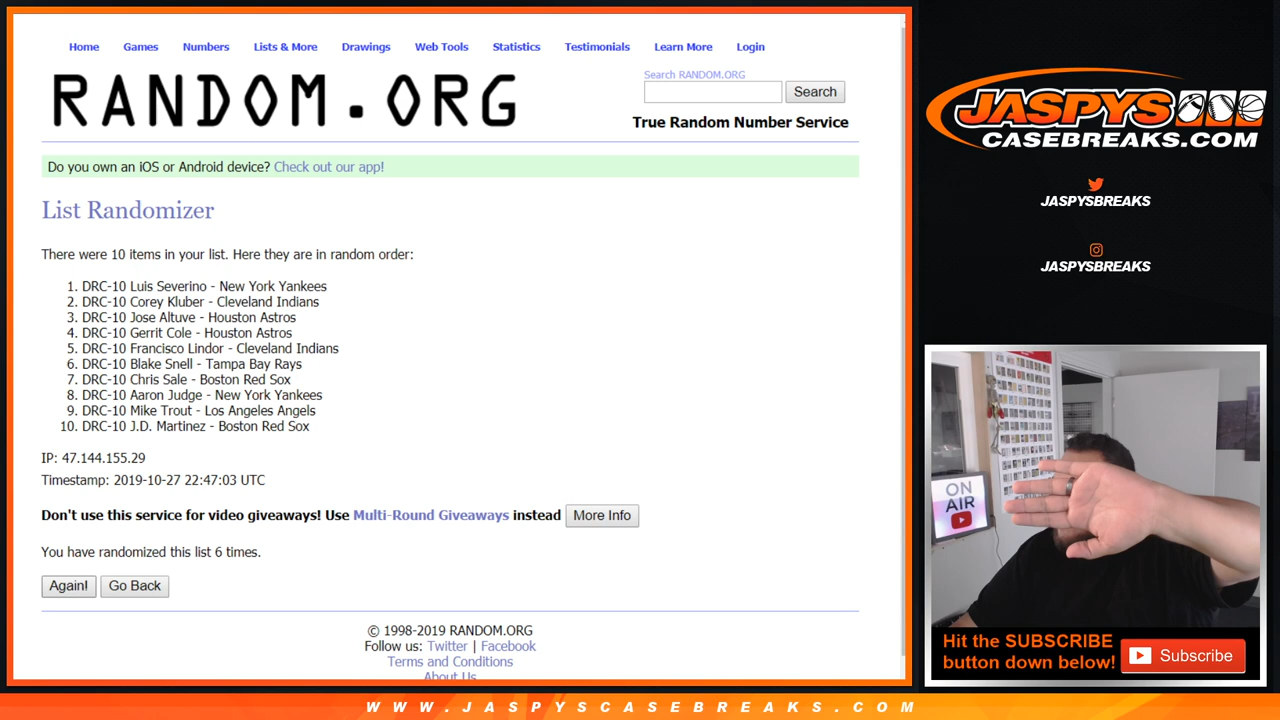 Home Games Numbers Lists & More Drawings Web Tools Statistics Testimonials Learn More Login
RANDOM.ORG
Search RANDOM.ORG
Search
True Random Number Service
Do you own an iOS or Android device? Check out our app!
List Randomizer
There were 10 items in your list. Here they are in random order:
1. DRC-10 Luis Severino - New York Yankees
2. DRC-10 Corey Kluber - Cleveland Indians
3. DRC-10 Jose Altuve - Houston Astros
4. DRC-10 Gerrit Cole - Houston Astros
5. DRC-10 Francisco Lindor - Cleveland Indians
6. DRC-10 Blake Snell - Tampa Bay Rays
7. DRC-10 Chris Sale - Boston Red Sox
8. DRC-10 Aaron Judge - New York Yankees
9. DRC-10 Mike Trout - Los Angeles Angels
10. DRC-10 J.D. Martinez - Boston Red Sox
IP: 47.144.155.29
Timestamp: 2019-10-27 22:47:03 UTC
Don't use this service for video giveaways! Use Multi-Round Giveaways instead More Info
You have randomized this list 6 times.
Again! Go Back
© 1998-2019 RANDOM.ORG
Follow us: Twitter | Facebook
Terms and Conditions
About Us
JASPYS
CASEBREAKS.COM
JASPYSBREAKS
JASPYSBREAKS
ON
AIR
Hit the SUBSCRIBE
button down below!
Subscribe
WWW.JASPYSCASEBREAKS.COM